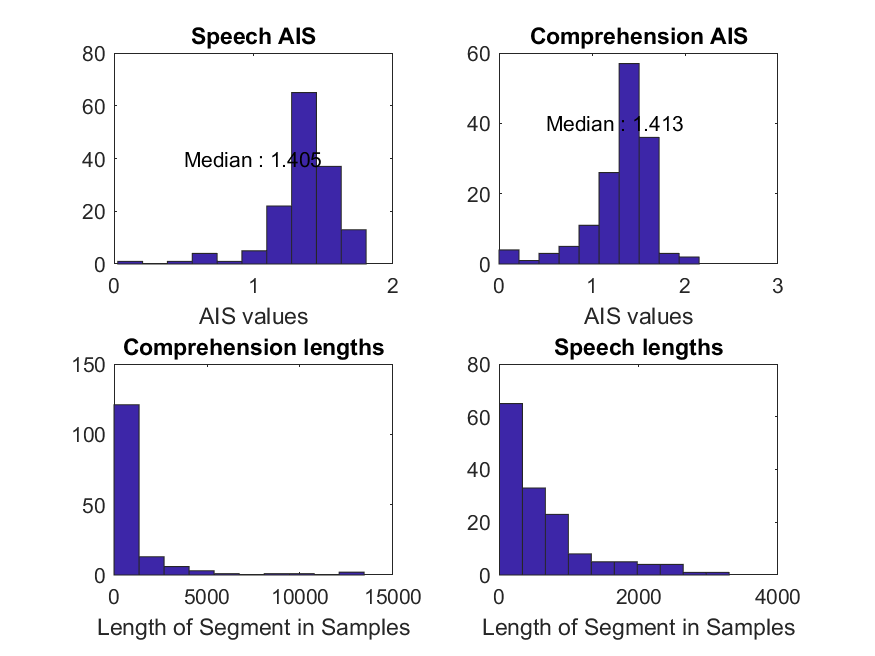 Speech AIS
80
60
40
20
0
Median : 1.405
0 1 2
AIS values
Comprehension AIS
60
40
20
0
Median : 1.413
0 1 2 3
AIS values
Comprehension lengths
150
100
50
0
0 5000 10000 15000
Length of Segment in Samples
Speech lengths
80
60
40
20
0
0 2000 4000
Length of Segment in Samples